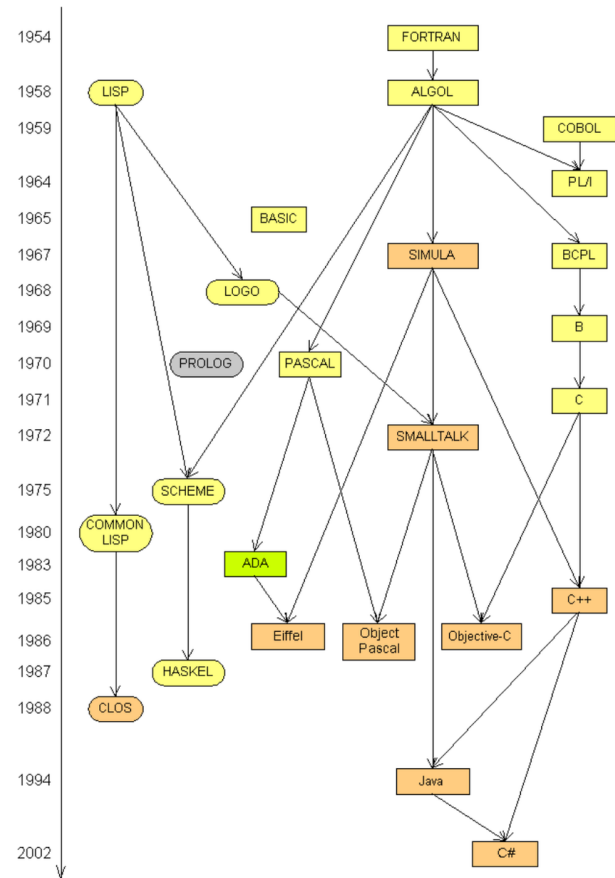 1954
FORTRAN
1958
LISP
ALGOL
1959
COBOL
1964
PL/I
1965
BASIC
1967
SIMULA
BCPL
1968
LOGO
1969
B
1970
PROLOG
PASCAL
1971
C
1972
SMALLTALK
1975
SCHEME
1980
COMMON
LISP
1983
ADA
1985
C++
1986
Eiffel
Object
Pascal
Objective-C
1987
HASKEL
1988
CLOS
1994
Java
2002
C#